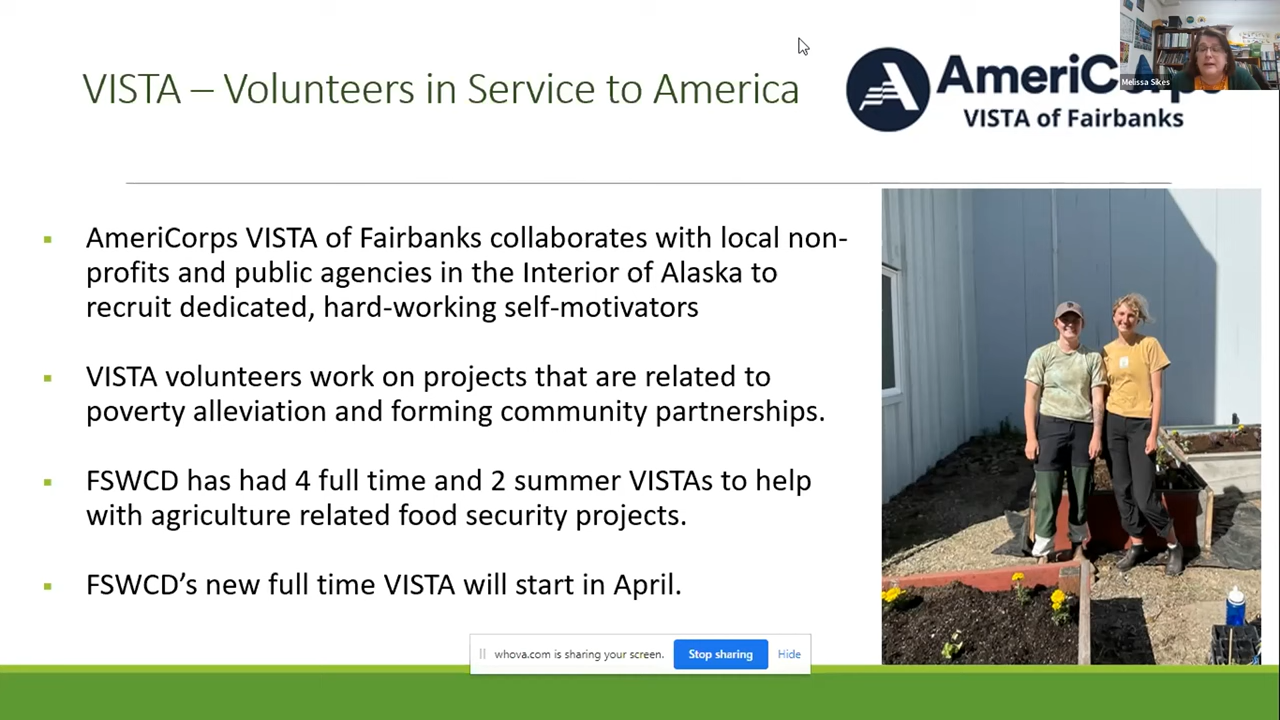 VISTA – Volunteers in Service to America
AmeriCorps
VISTA of Fairbanks
Melissa Sikes
AmeriCorps VISTA of Fairbanks collaborates with local non-
profits and public agencies in the Interior of Alaska to
recruit dedicated, hard-working self-motivators
VISTA volunteers work on projects that are related to
poverty alleviation and forming community partnerships.
FSWCD has had 4 full time and 2 summer VISTAs to help
with agriculture related food security projects.
FSWCD’s new full time VISTA will start in April.
whova.com is sharing your screen.
Stop sharing
Hide